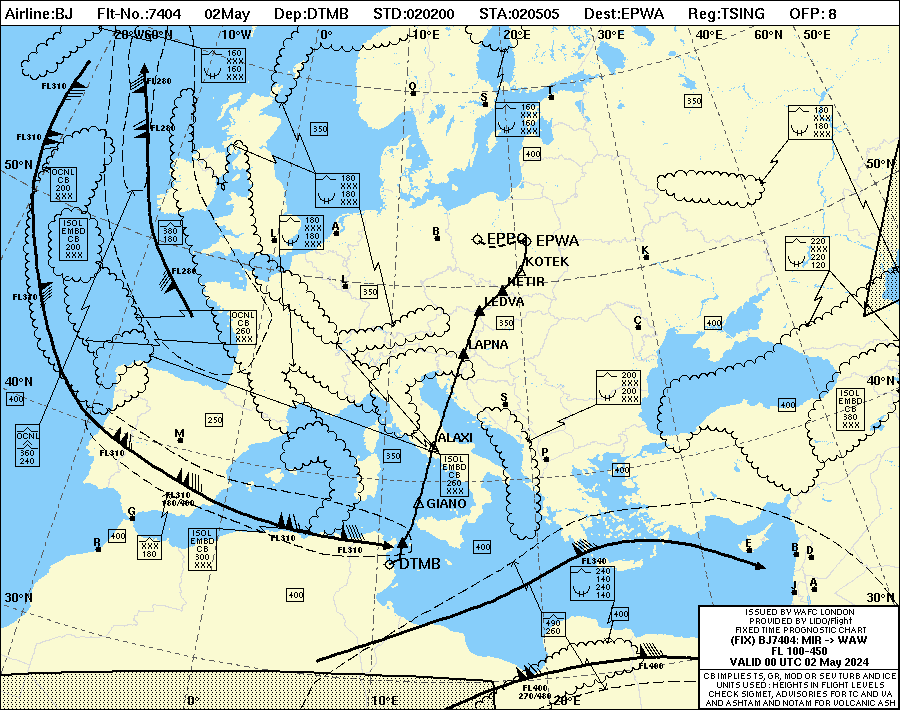 Airline:BJ Flt-No.:7404 02May Dep:DTMB STD:020200 STA:020505 Dest:EPWA Reg:TSING OFP: 8
20°W 60°N 10°W 0° 10°E 20°E 30°E 40°E 60°N 50°E
160
XXX
160
XXX
FL310
FL280
O
S
T
350
180
XXX
180
XXX
160
XXX
160
XXX
350
FL310
FL280
400
50°N
50°N
OCNL
CB
200
XXX
180
XXX
180
XXX
ISOL
EMBD
CB
200
XXX
380
180
L
180
XXX
180
XXX
A
B
EPPO
EPWA
K
220
XXX
220
120
KOTEK
FL280
L
NETIR
FL370
350
LEDVA
OCNL
CB
260
XXX
350
C
400
LAPNA
40°N
40°N
400
200
XXX
200
XXX
S
400
ISOL
EMBD
CB
380
XXX
250
M
OCNL
360
240
ALAXI
FL310
350
ISOL
EMBD
CB
260
XXX
P
400
FL310
180/460
GIANO
G
FL310
400
XXX
180
R
ISOL
EMBD
CB
300
XXX
FL310
400
DTMB
FL340
E
B
D
240
140
240
140
J
A
30°N
30°N
400
400
490
260
FL400
FL400
270/480
0°
10°E
20°E
ISSUED BY WAFC LONDON
PROVIDED BY LIDO/Flight
FIXED TIME PROGNOSTIC CHART
(FIX) BJ7404: MIR -> WAW
FL 100-450
VALID 00 UTC 02 May 2024
CB IMPLIES TS, GR, MOD OR SEV TURB AND ICE
UNITS USED : HEIGHTS IN FLIGHT LEVELS
CHECK SIGMET, ADVISORIES FOR TC AND VA
AND ASHTAM AND NOTAM FOR VOLCANIC ASH